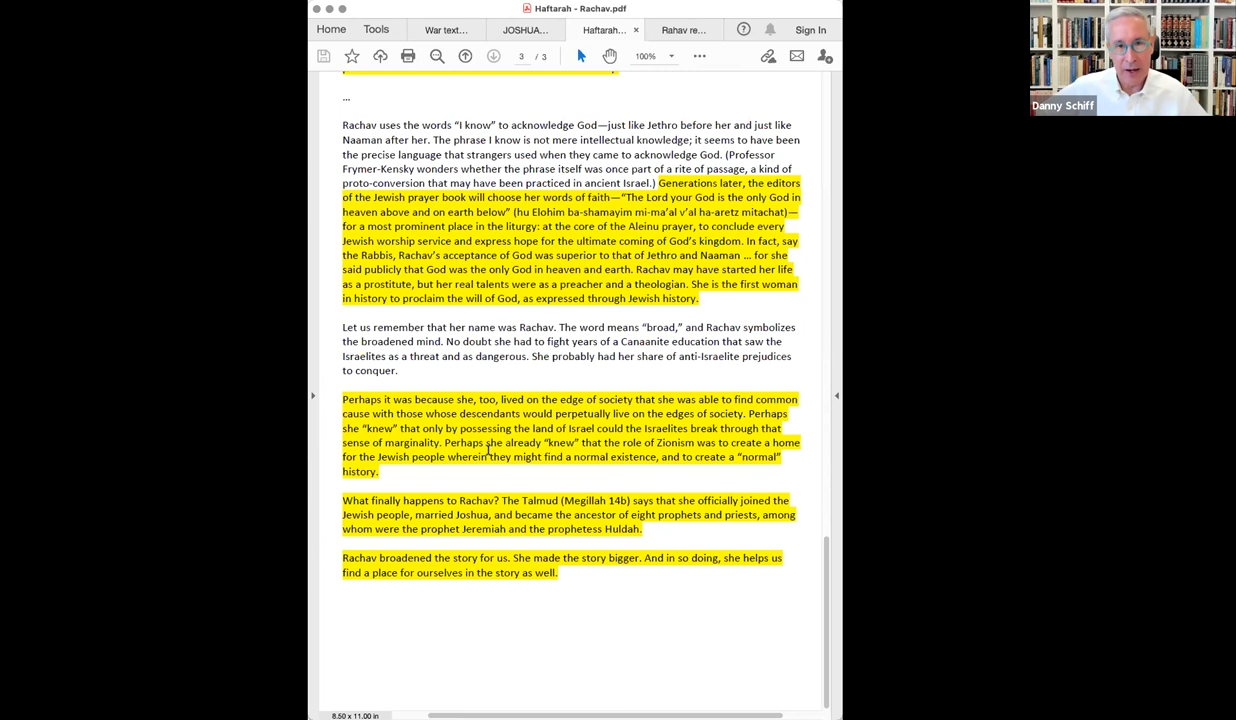 Haftarah - Rachav.pdf
Home Tools War text... JOSHUA... Haftarah... × Rahav re... Sign In
3 / 3 100%
...
Rachav uses the words “I know” to acknowledge God—just like Jethro before her and just like
Naaman after her. The phrase I know is not mere intellectual knowledge; it seems to have been
the precise language that strangers used when they came to acknowledge God. (Professor
Frymer-Kensky wonders whether the phrase itself was once part of a rite of passage, a kind of
proto-conversion that may have been practiced in ancient Israel.) Generations later, the editors
of the Jewish prayer book will choose her words of faith—“The Lord your God is the only God in
heaven above and on earth below” (hu Elohim ba-shamayim mi-ma’al v’al ha-aretz mitachat)—
for a most prominent place in the liturgy: at the core of the Aleinu prayer, to conclude every
Jewish worship service and express hope for the ultimate coming of God’s kingdom. In fact, say
the Rabbis, Rachav’s acceptance of God was superior to that of Jethro and Naaman ... for she
said publicly that God was the only God in heaven and earth. Rachav may have started her life
as a prostitute, but her real talents were as a preacher and a theologian. She is the first woman
in history to proclaim the will of God, as expressed through Jewish history.
Let us remember that her name was Rachav. The word means “broad,” and Rachav symbolizes
the broadened mind. No doubt she had to fight years of a Canaanite education that saw the
Israelites as a threat and as dangerous. She probably had her share of anti-Israelite prejudices
to conquer.
Perhaps it was because she, too, lived on the edge of society that she was able to find common
cause with those whose descendants would perpetually live on the edges of society. Perhaps
she “knew” that only by possessing the land of Israel could the Israelites break through that
sense of marginality. Perhaps she already “knew” that the role of Zionism was to create a home
for the Jewish people wherein they might find a normal existence, and to create a “normal”
history.
What finally happens to Rachav? The Talmud (Megillah 14b) says that she officially joined the
Jewish people, married Joshua, and became the ancestor of eight prophets and priests, among
whom were the prophet Jeremiah and the prophetess Huldah.
Rachav broadened the story for us. She made the story bigger. And in so doing, she helps us
find a place for ourselves in the story as well.
8.50 x 11.00 in
Danny Schiff